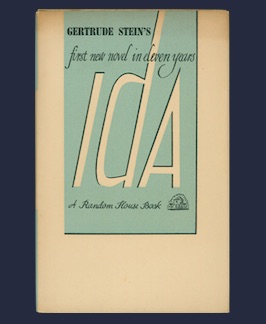 GERTRUDE STEIN'S
first new novel in eleven years
IdA
A Random House Book